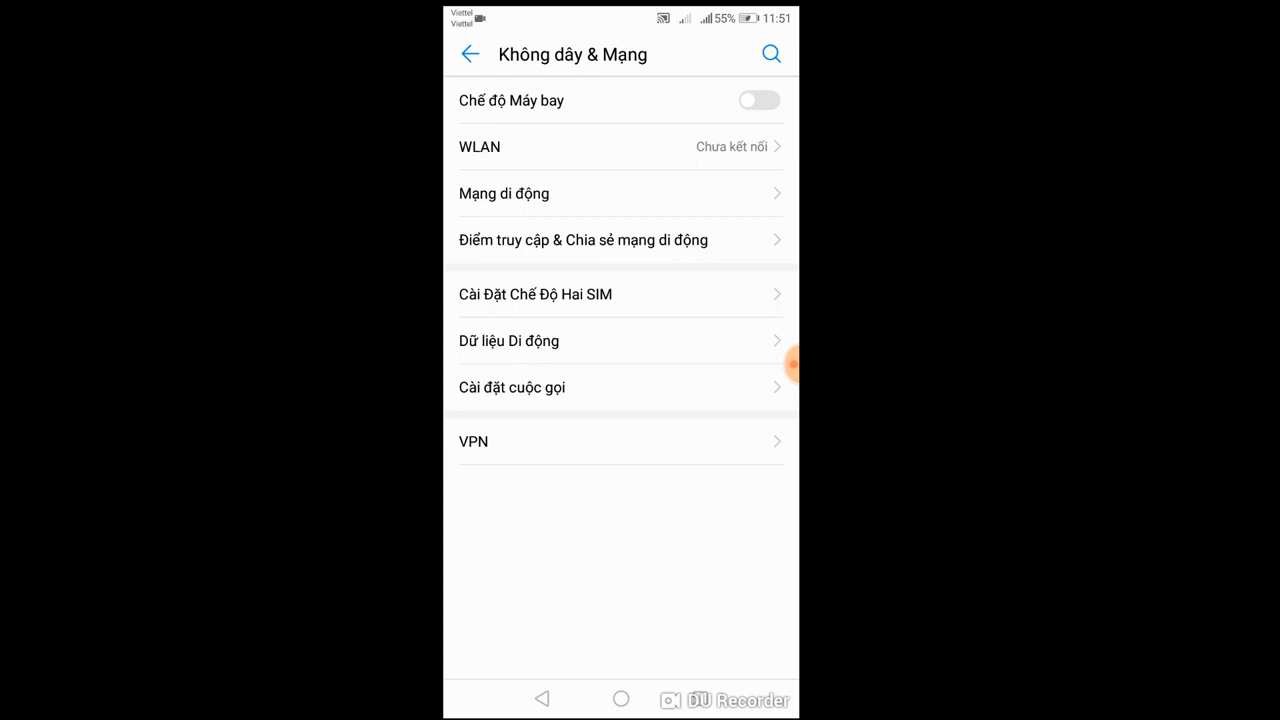 Viettel
Viettel
55%
11:51
Không dây & Mạng
Chế độ Máy bay
WLAN
Chưa kết nối
Mạng di động
Điểm truy cập & Chia sẻ mạng di động
Cài Đặt Chế Độ Hai SIM
Dữ liệu Di động
Cài đặt cuộc gọi
VPN
DU Recorder